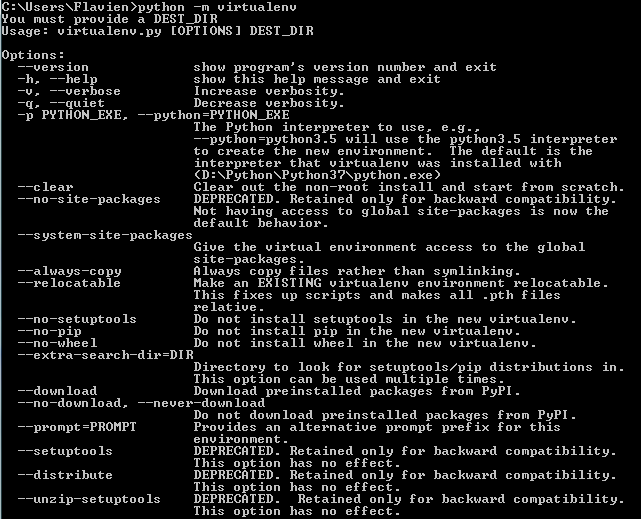 C:\Users\Flavien>python -m virtualenv
You must provide a DEST_DIR
Usage: virtualenv.py [OPTIONS] DEST_DIR
Options:
--version show program's version number and exit
-h, --help show this help message and exit
-v, --verbose Increase verbosity.
-q, --quiet Decrease verbosity.
-p PYTHON_EXE, --python=PYTHON_EXE
The Python interpreter to use, e.g.,
--python=python3.5 will use the python3.5 interpreter
to create the new environment. The default is the
interpreter that virtualenv was installed with
(D:\Python\Python37\python.exe)
--clear Clear out the non-root install and start from scratch.
--no-site-packages DEPRECATED. Retained only for backward compatibility.
Not having access to global site-packages is now the
default behavior.
--system-site-packages
Give the virtual environment access to the global
site-packages.
--always-copy Always copy files rather than symlinking.
--relocatable Make an EXISTING virtualenv environment relocatable.
This fixes up scripts and makes all .pth files
relative.
--no-setuptools Do not install setuptools in the new virtualenv.
--no-pip Do not install pip in the new virtualenv.
--no-wheel Do not install wheel in the new virtualenv.
--extra-search-dir=DIR
Directory to look for setuptools/pip distributions in.
This option can be used multiple times.
--download Download preinstalled packages from PyPI.
--no-download, --never-download
Do not download preinstalled packages from PyPI.
--prompt=PROMPT Provides an alternative prompt prefix for this
environment.
--setuptools DEPRECATED. Retained only for backward compatibility.
This option has no effect.
--distribute DEPRECATED. Retained only for backward compatibility.
This option has no effect.
--unzip-setuptools DEPRECATED.  Retained only for backward compatibility.
This option has no effect.